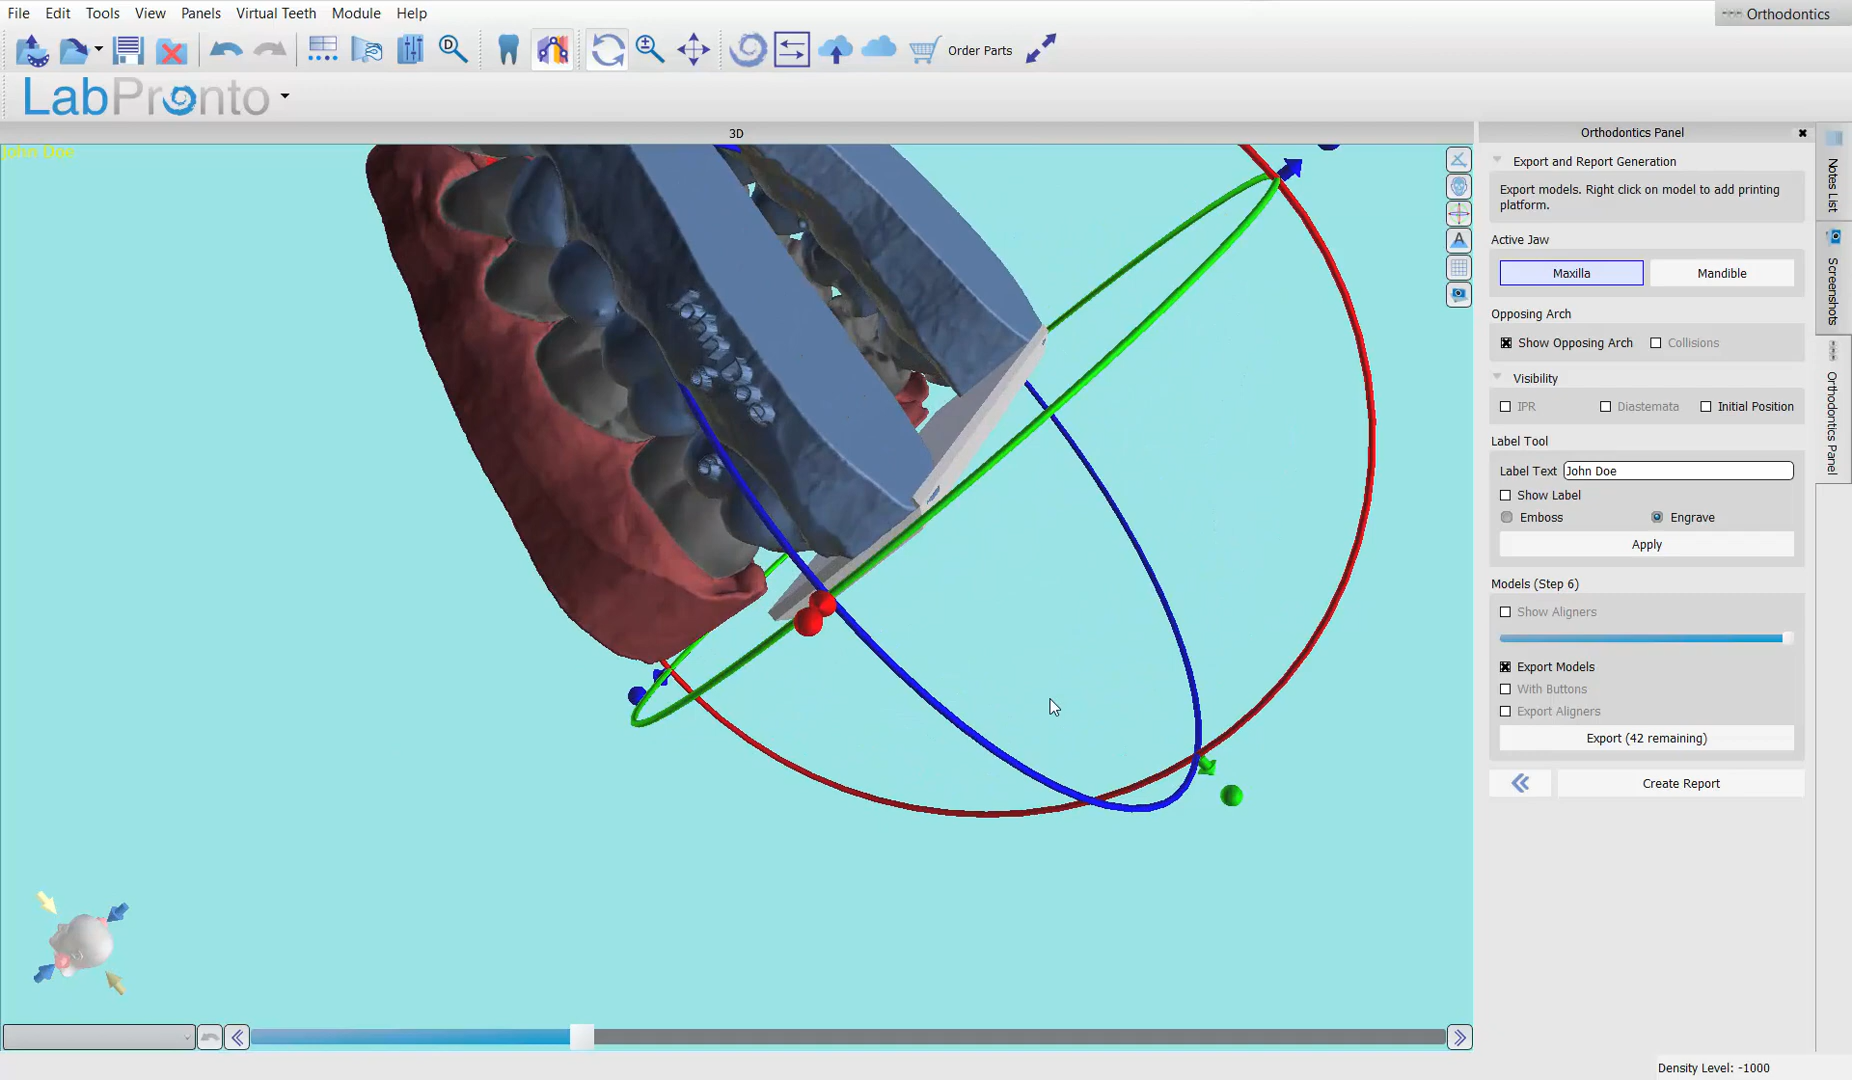 File Edit Tools View Panels Virtual Teeth Module Help
Orthodontics
D
Order Parts
LabPronto
3D
Orthodontics Panel
John Doe
Export and Report Generation
Export models. Right click on model to add printing
platform.
Active Jaw
Maxilla Mandible
Opposing Arch
Show Opposing Arch Collisions
Visibility
IPR Diastemata Initial Position
Label Tool
Label Text John Doe
Show Label
Emboss Engrave
Apply
Models (Step 6)
Show Aligners
Export Models
With Buttons
Export Aligners
Export (42 remaining)
Create Report
Notes List
Screenshots
Orthodontics Panel
Density Level: -1000